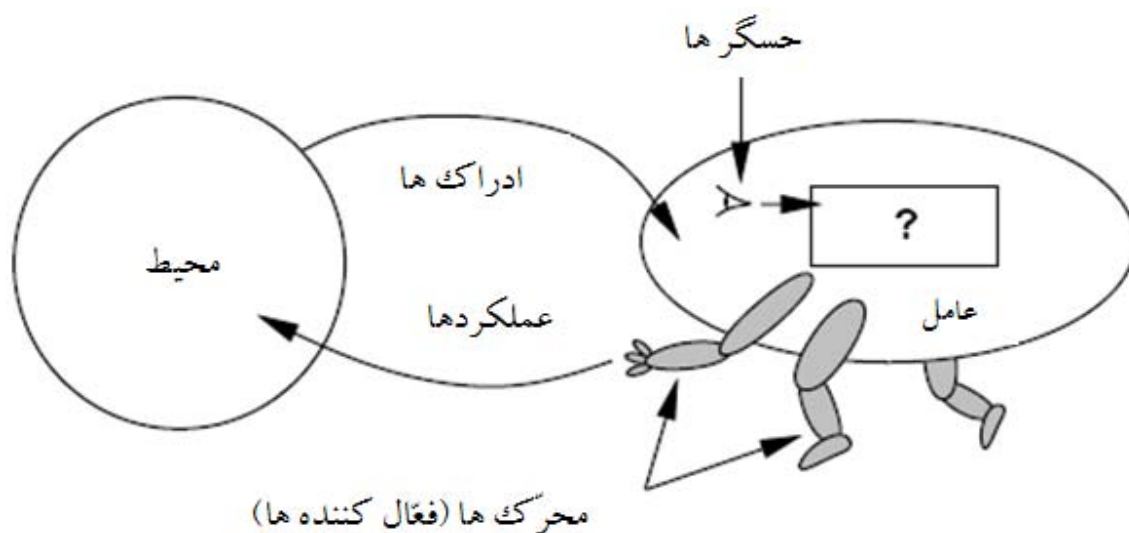 حسگر ها
ادراک ها
?
محیط
عملکردها
عامل
محرّک ها (فعّال کننده ها)